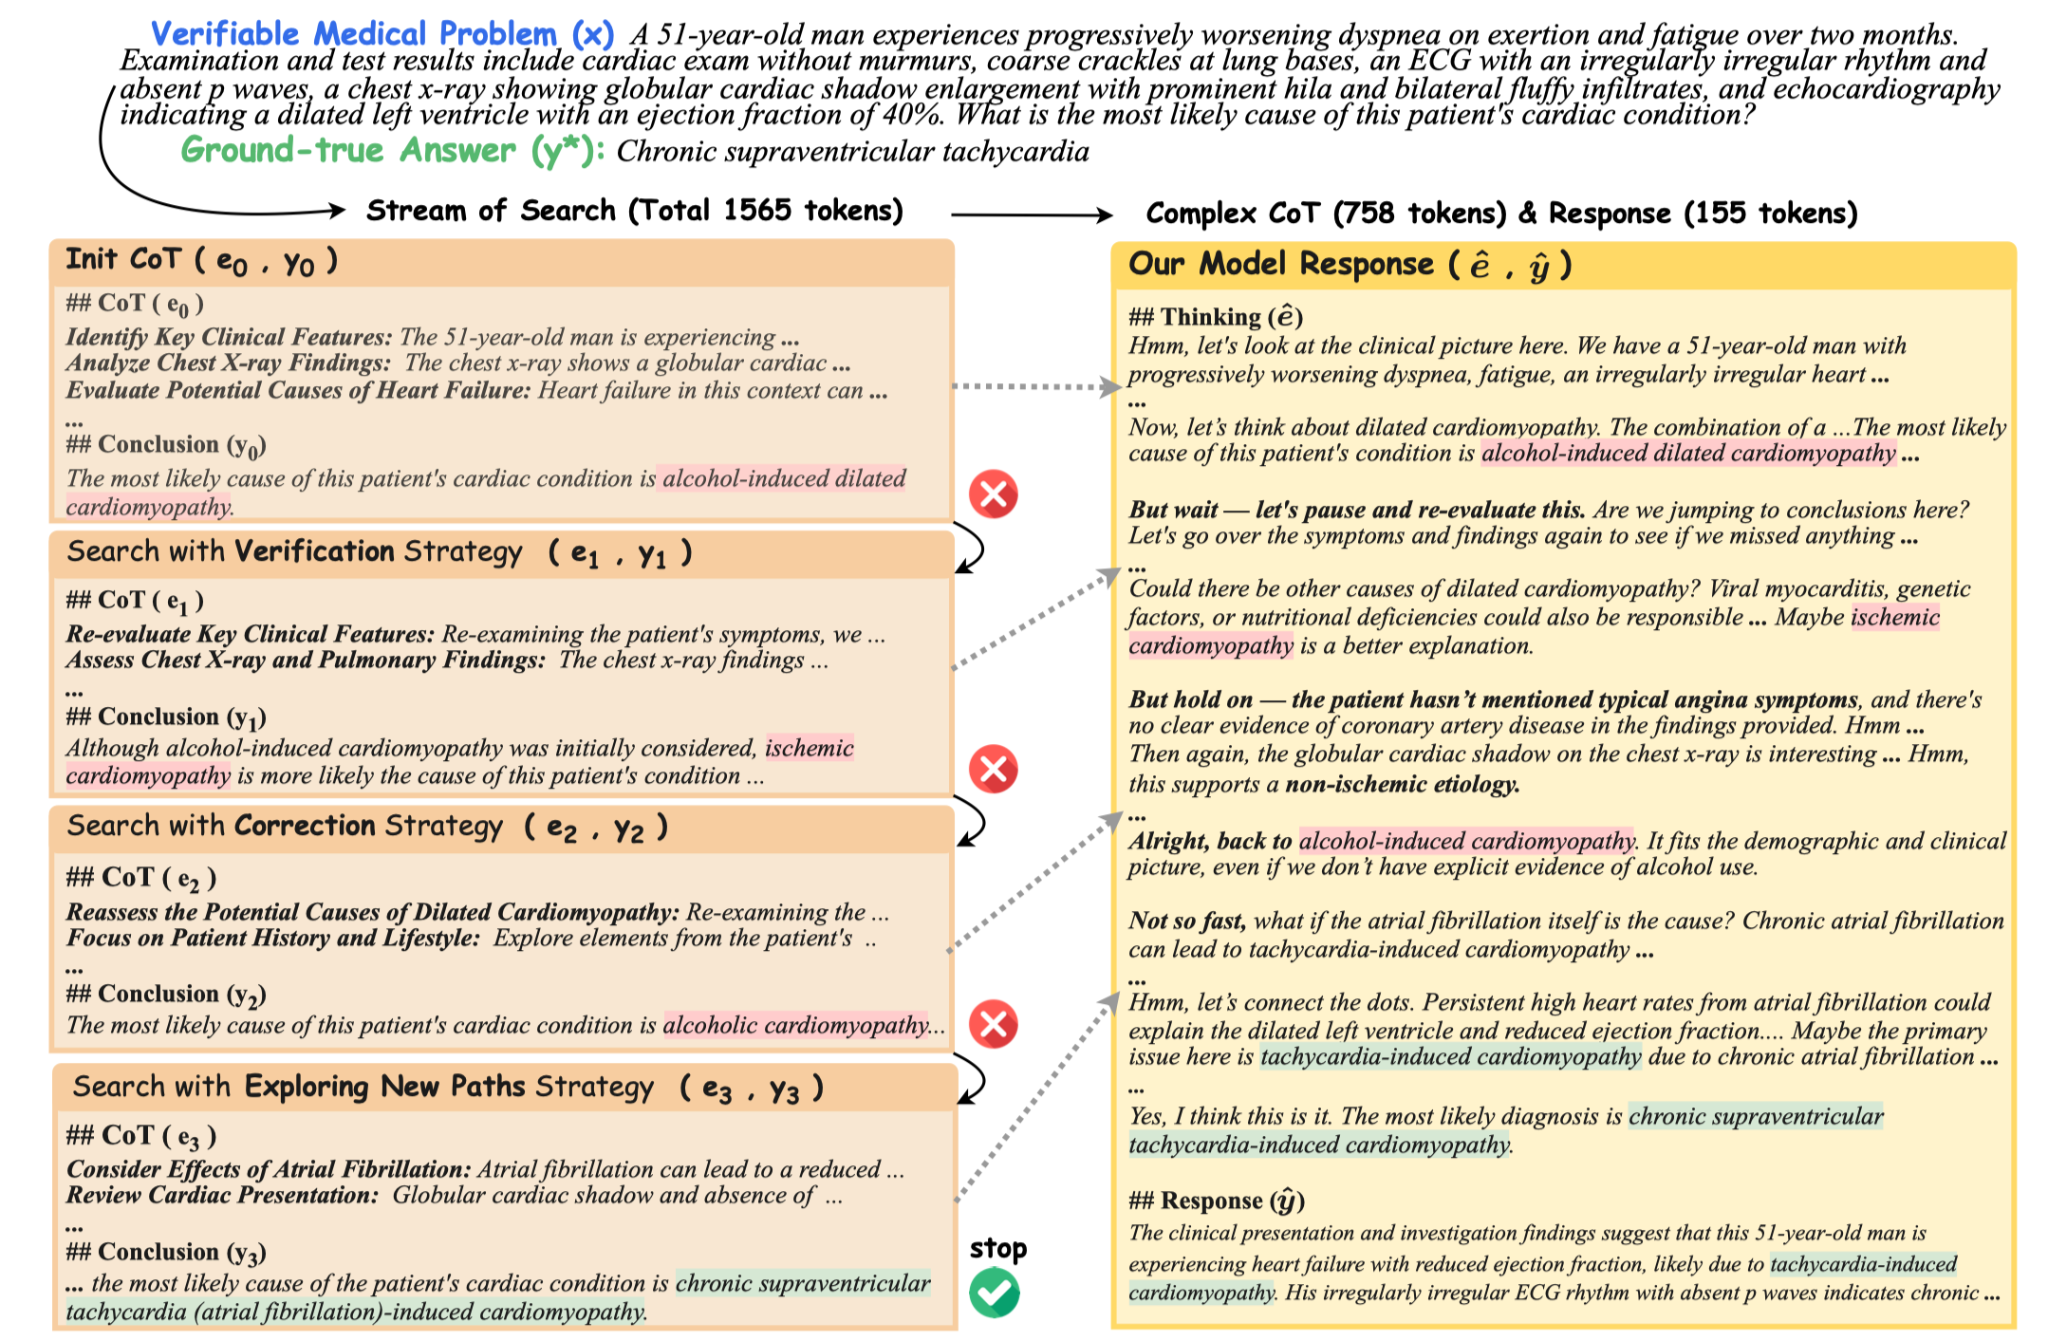 Verifiable Medical Problem (x) A 51-year-old man experiences progressively worsening dyspnea on exertion and fatigue over two months.
Examination and test results include cardiac exam without murmurs, coarse crackles at lung bases, an ECG with an irregularly irregular rhythm and
absent p waves, a chest x-ray showing globular cardiac shadow enlargement with prominent hila and bilateral fluffy infiltrates, and echocardiography
indicating a dilated left ventricle with an ejection fraction of 40%. What is the most likely cause of this patient's cardiac condition?
Ground-true Answer (y*): Chronic supraventricular tachycardia
Stream of Search (Total 1565 tokens)
Init CoT ( e0 , y0 )
## CoT ( e0 )
Identify Key Clinical Features: The 51-year-old man is experiencing ...
Analyze Chest X-ray Findings: The chest x-ray shows a globular cardiac ...
Evaluate Potential Causes of Heart Failure: Heart failure in this context can ...
...
## Conclusion (y0)
The most likely cause of this patient's cardiac condition is alcohol-induced dilated
cardiomyopathy.
Search with Verification Strategy ( e1 , y1 )
## CoT ( e1 )
Re-evaluate Key Clinical Features: Re-examining the patient's symptoms, we ...
Assess Chest X-ray and Pulmonary Findings: The chest x-ray findings ...
...
## Conclusion (y1)
Although alcohol-induced cardiomyopathy was initially considered, ischemic
cardiomyopathy is more likely the cause of this patient's condition ...
Search with Correction Strategy ( e2 , y2 )
## CoT ( e2 )
Reassess the Potential Causes of Dilated Cardiomyopathy: Re-examining the ...
Focus on Patient History and Lifestyle: Explore elements from the patient's ..
...
## Conclusion (y2)
The most likely cause of this patient's cardiac condition is alcoholic cardiomyopathy...
Search with Exploring New Paths Strategy ( e3 , y3 )
## CoT ( e3 )
Consider Effects of Atrial Fibrillation: Atrial fibrillation can lead to a reduced ...
Review Cardiac Presentation: Globular cardiac shadow and absence of ...
...
## Conclusion (y3)
... the most likely cause of the patient's cardiac condition is chronic supraventricular
tachycardia (atrial fibrillation)-induced cardiomyopathy.
stop
Complex CoT (758 tokens) & Response (155 tokens)
Our Model Response ( ê , ŷ )
## Thinking (ê)
Hmm, let's look at the clinical picture here. We have a 51-year-old man with
progressively worsening dyspnea, fatigue, an irregularly irregular heart ...
...
Now, let's think about dilated cardiomyopathy. The combination of a ...The most likely
cause of this patient's condition is alcohol-induced dilated cardiomyopathy ...
But wait — let's pause and re-evaluate this. Are we jumping to conclusions here?
Let's go over the symptoms and findings again to see if we missed anything ...
...
Could there be other causes of dilated cardiomyopathy? Viral myocarditis, genetic
factors, or nutritional deficiencies could also be responsible ... Maybe ischemic
cardiomyopathy is a better explanation.
But hold on — the patient hasn't mentioned typical angina symptoms, and there's
no clear evidence of coronary artery disease in the findings provided. Hmm ...
Then again, the globular cardiac shadow on the chest x-ray is interesting ... Hmm,
this supports a non-ischemic etiology.
...
Alright, back to alcohol-induced cardiomyopathy. It fits the demographic and clinical
picture, even if we don't have explicit evidence of alcohol use.
Not so fast, what if the atrial fibrillation itself is the cause? Chronic atrial fibrillation
can lead to tachycardia-induced cardiomyopathy ...
...
Hmm, let's connect the dots. Persistent high heart rates from atrial fibrillation could
explain the dilated left ventricle and reduced ejection fraction.... Maybe the primary
issue here is tachycardia-induced cardiomyopathy due to chronic atrial fibrillation ...
...
Yes, I think this is it. The most likely diagnosis is chronic supraventricular
tachycardia-induced cardiomyopathy.
## Response (ŷ)
The clinical presentation and investigation findings suggest that this 51-year-old man is
experiencing heart failure with reduced ejection fraction, likely due to tachycardia-induced
cardiomyopathy. His irregularly irregular ECG rhythm with absent p waves indicates chronic ...